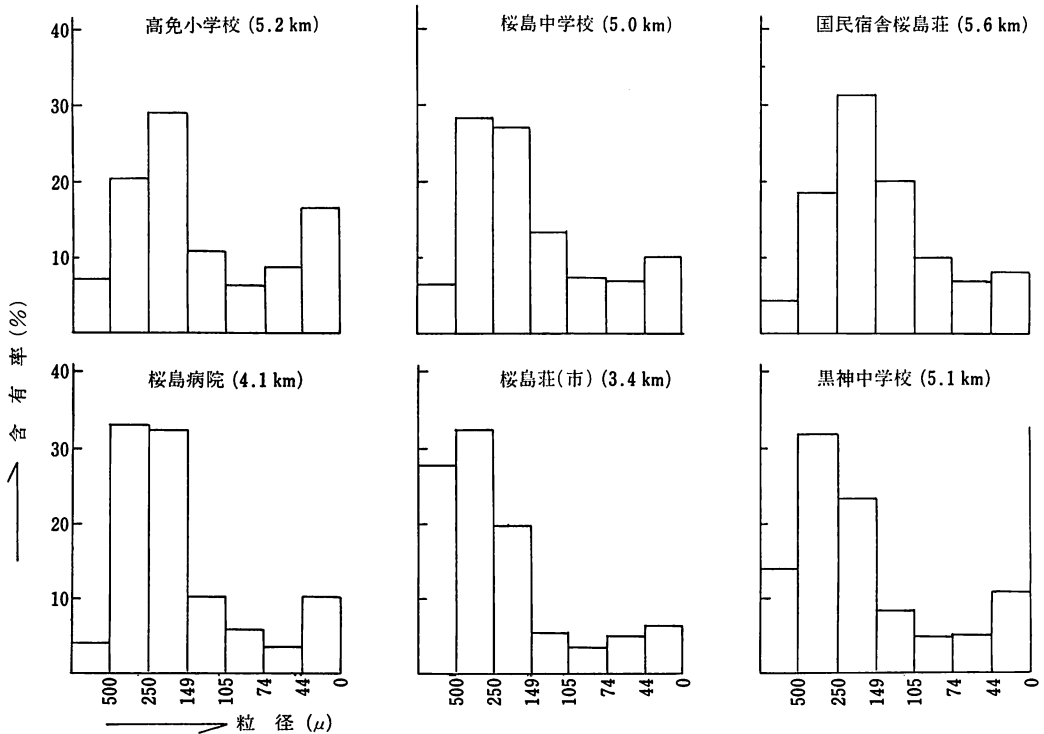 高免小学校 (5.2 km)
桜島中学校 (5.0 km)
国民宿舎桜島荘 (5.6 km)
40
30
20
10
桜島病院 (4.1 km)
桜島荘(市) (3.4 km)
黒神中学校 (5.1 km)
40
30
20
10
含有率 (%)
500 250 149 105 74 44 0
500 250 149 105 74 44 0
500 250 149 105 74 44 0
粒径 (μ)